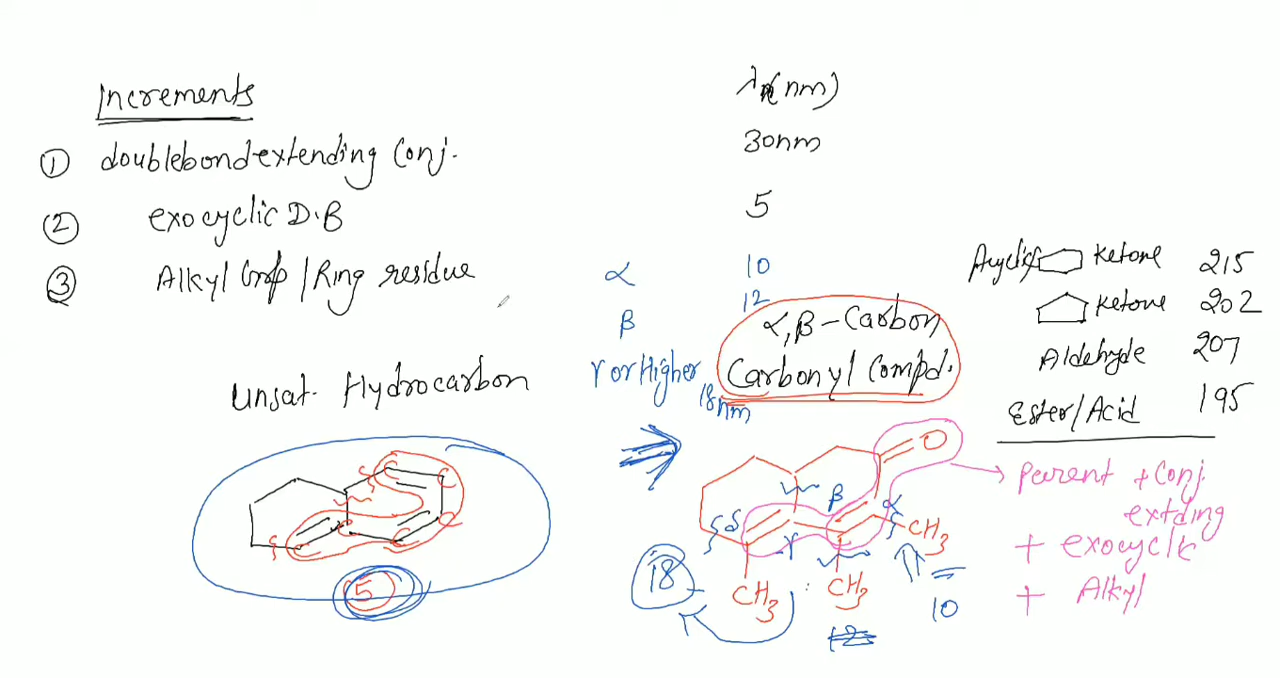 Increments
λ (nm)
① doublebond extending Conj.
30nm
② exocyclic D.B
5
③ Alkyl Grp / Ring residue
α 10
β 12
γ or Higher 18nm
α,β-Carbon
Carbonyl Compd.
Acyclic Ketone 215
Ketone 202
Aldehyde 207
Ester/Acid 195
Unsat. Hydrocarbon
C C
C C
C
5
O
β α
δ γ
CH3
CH3
CH3
18
12
10
Parent + Conj.
extding
+ exocyclic
+ Alkyl